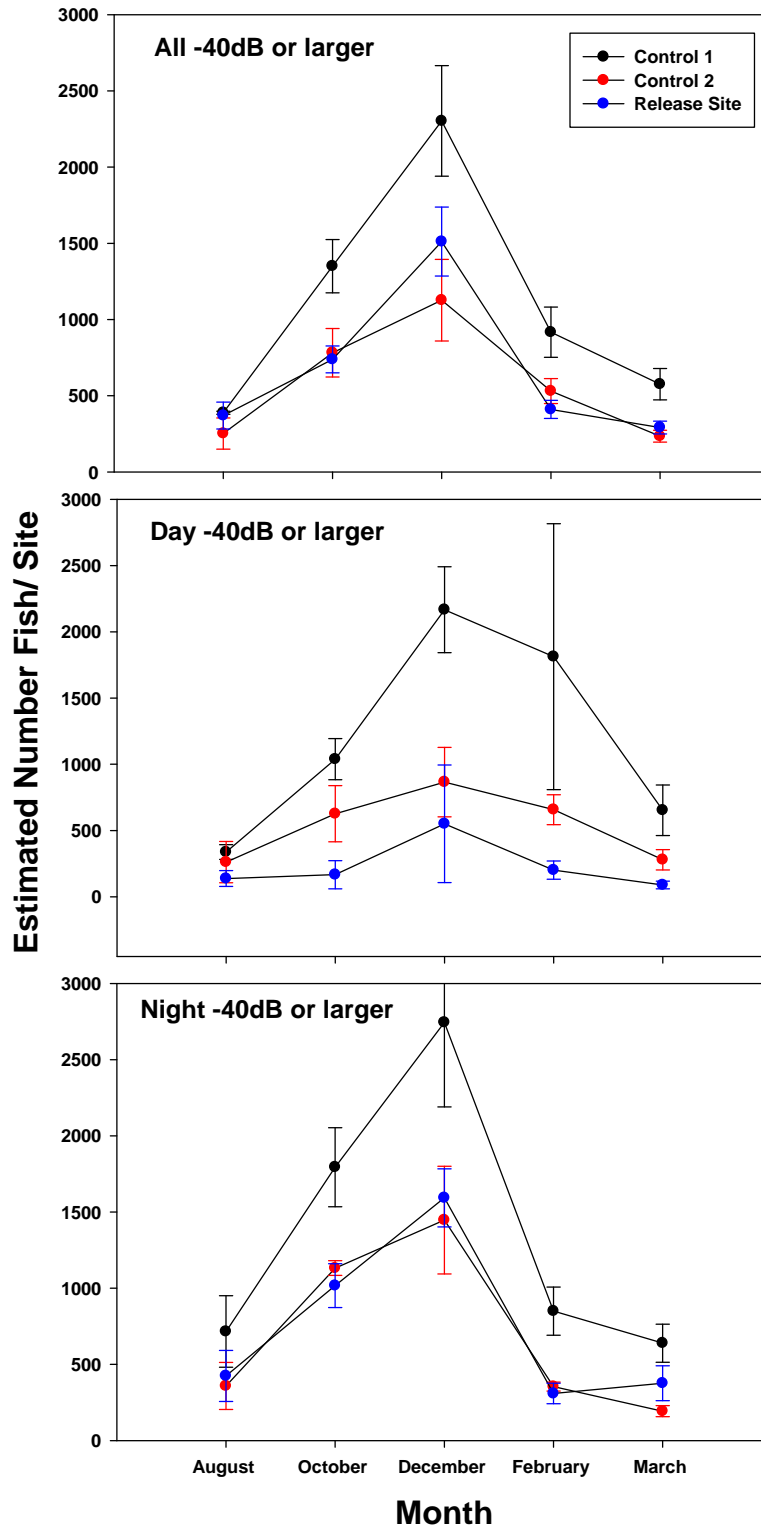 All -40dB or larger
Control 1
Control 2
Release Site
3000
2500
2000
1500
1000
500
0
Day -40dB or larger
3000
2500
2000
1500
1000
500
0
Night -40dB or larger
3000
2500
2000
1500
1000
500
0
Estimated Number Fish/ Site
August October December February March
Month